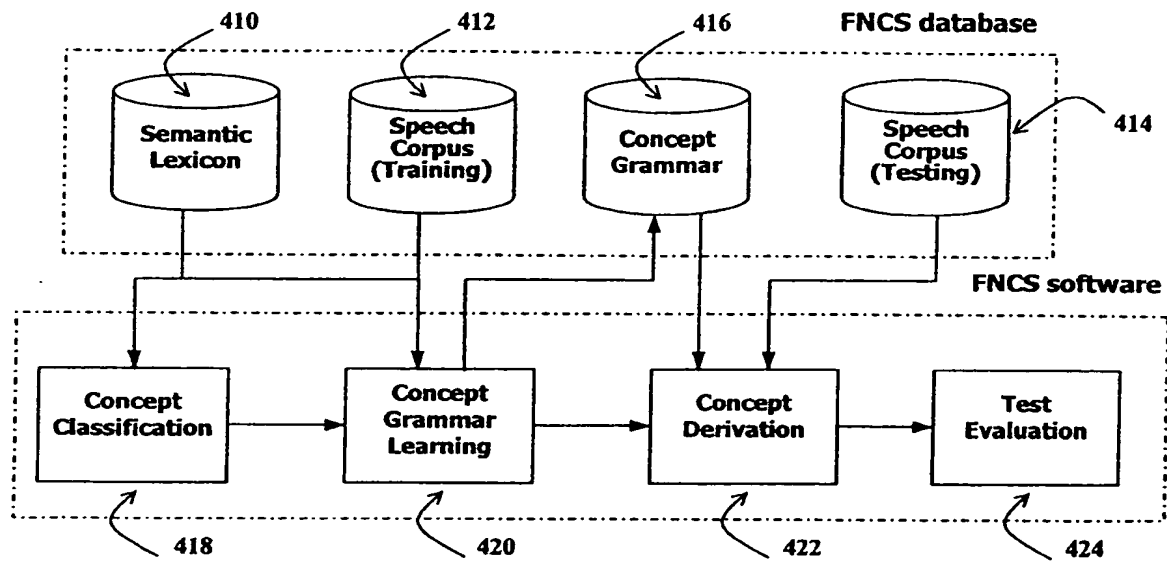 410
412
416
FNCS database
Semantic
Lexicon
Speech
Corpus
(Training)
Concept
Grammar
Speech
Corpus
(Testing)
414
FNCS software
Concept
Classification
Concept
Grammar
Learning
Concept
Derivation
Test
Evaluation
418
420
422
424